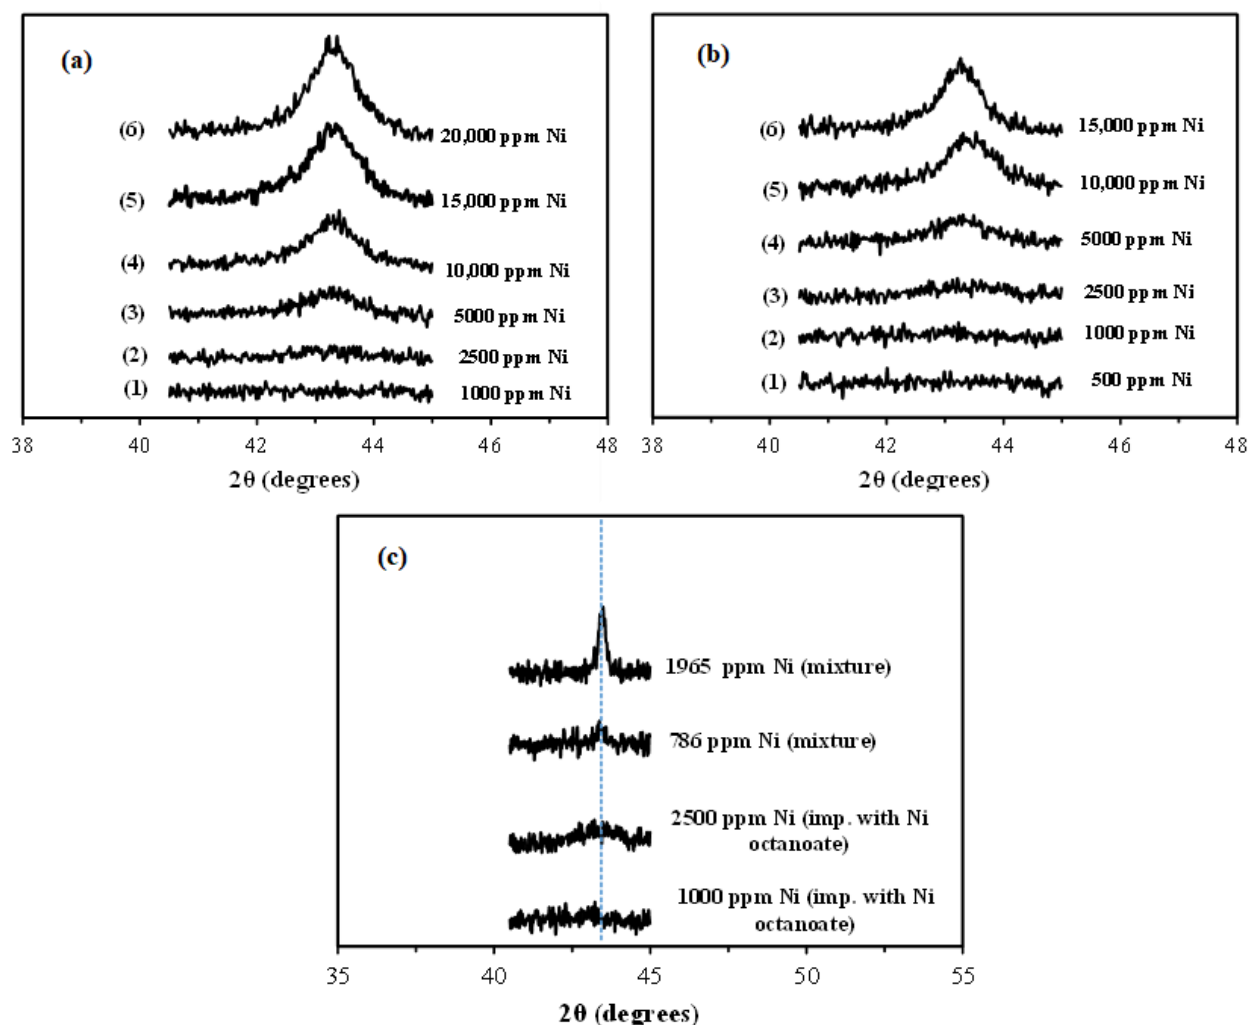 (a)
(6)
20,000 ppm Ni
(5)
15,000 ppm Ni
(4)
10,000 ppm Ni
(3)
5000 ppm Ni
(2)
2500 ppm Ni
(1)
1000 ppm Ni
38 40 42 44 46 48
2θ (degrees)
(b)
(6)
15,000 ppm Ni
(5)
10,000 ppm Ni
(4)
5000 ppm Ni
(3)
2500 ppm Ni
(2)
1000 ppm Ni
(1)
500 ppm Ni
38 40 42 44 46 48
2θ (degrees)
(c)
1965 ppm Ni (mixture)
786 ppm Ni (mixture)
2500 ppm Ni (imp. with Ni
octanoate)
1000 ppm Ni (imp. with Ni
octanoate)
35 40 45 50 55
2θ (degrees)